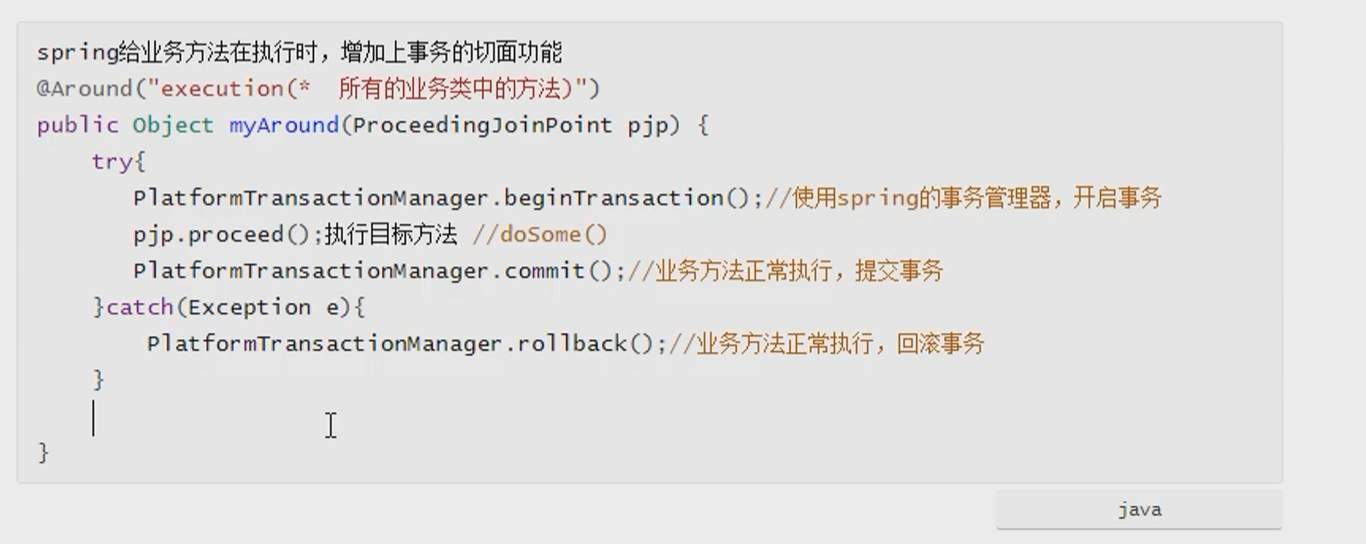 spring给业务方法在执行时，增加上事务的切面功能
@Around("execution(*  所有的业务类中的方法)")
public Object myAround(ProceedingJoinPoint pjp) {
    try{
       PlatformTransactionManager.beginTransaction();//使用spring的事务管理器，开启事务
       pjp.proceed();执行目标方法 //doSome()
       PlatformTransactionManager.commit();//业务方法正常执行，提交事务
    }catch(Exception e){
        PlatformTransactionManager.rollback();//业务方法正常执行，回滚事务
    }
}
java